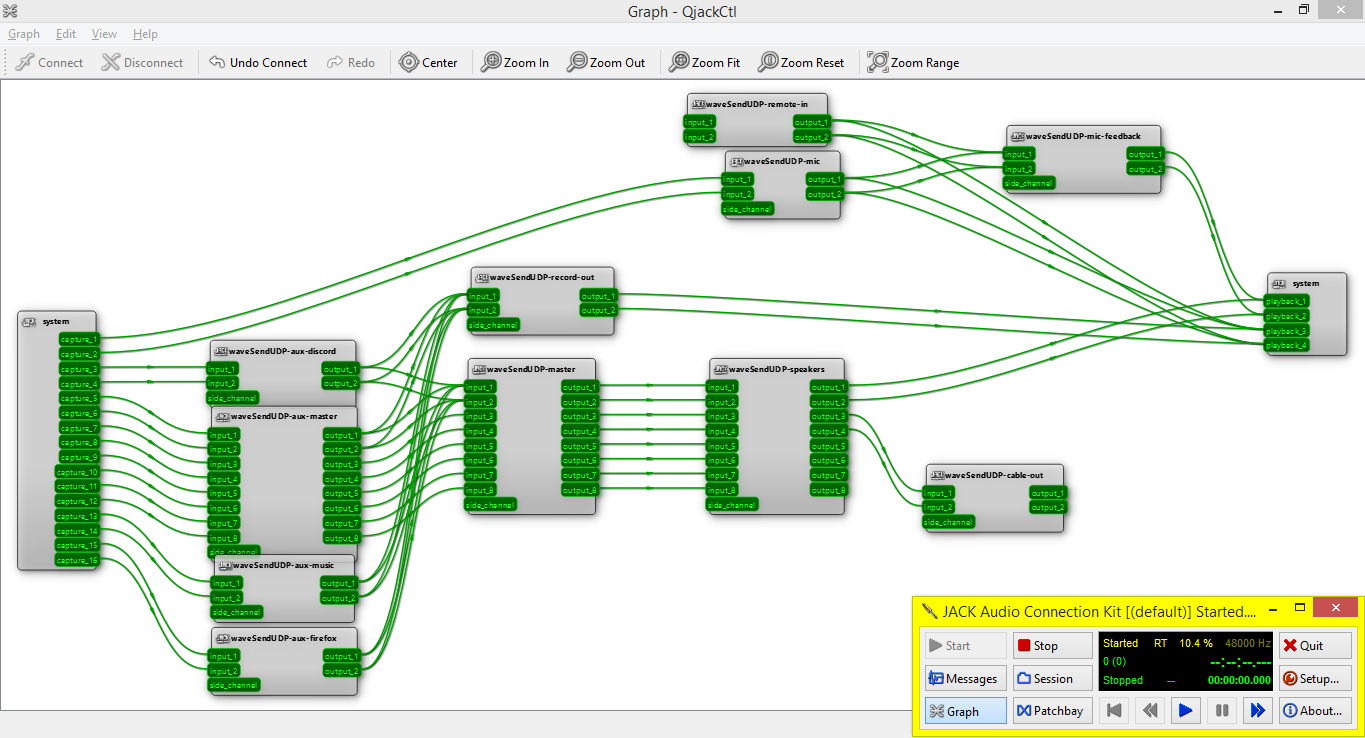 Graph - QjackCtl
Graph Edit View Help
Connect Disconnect Undo Connect Redo Center Zoom In Zoom Out Zoom Fit Zoom Reset Zoom Range
waveSendUDP-remote-in
input_1 output_1
input_2 output_2
waveSendUDP-mic-feedback
input_1 output_1
input_2 output_2
side_channel
waveSendUDP-mic
input_1 output_1
input_2 output_2
side_channel
waveSendUDP-record-out
input_1 output_1
input_2 output_2
side_channel
system
playback_1
playback_2
playback_3
playback_4
system
capture_1
capture_2
capture_3
capture_4
capture_5
capture_6
capture_7
capture_8
capture_9
capture_10
capture_11
capture_12
capture_13
capture_14
capture_15
capture_16
waveSendUDP-aux-discord
input_1 output_1
input_2 output_2
side_channel
waveSendUDP-aux-master
input_1 output_1
input_2 output_2
input_3 output_3
input_4 output_4
input_5 output_5
input_6 output_6
input_7 output_7
input_8 output_8
side_channel
waveSendUDP-aux-music
input_1 output_1
input_2 output_2
side_channel
waveSendUDP-aux-firefox
input_1 output_1
input_2 output_2
side_channel
waveSendUDP-master
input_1 output_1
input_2 output_2
input_3 output_3
input_4 output_4
input_5 output_5
input_6 output_6
input_7 output_7
input_8 output_8
side_channel
waveSendUDP-speakers
input_1 output_1
input_2 output_2
input_3 output_3
input_4 output_4
input_5 output_5
input_6 output_6
input_7 output_7
input_8 output_8
side_channel
waveSendUDP-cable-out
input_1 output_1
input_2 output_2
side_channel
JACK Audio Connection Kit [(default)] Started....
Start Stop Started RT 10.4 % 48000 Hz Quit
0 (0) --:--:--.---
Messages Session Stopped -- 00:00:00.000 Setup...
Graph Patchbay About...